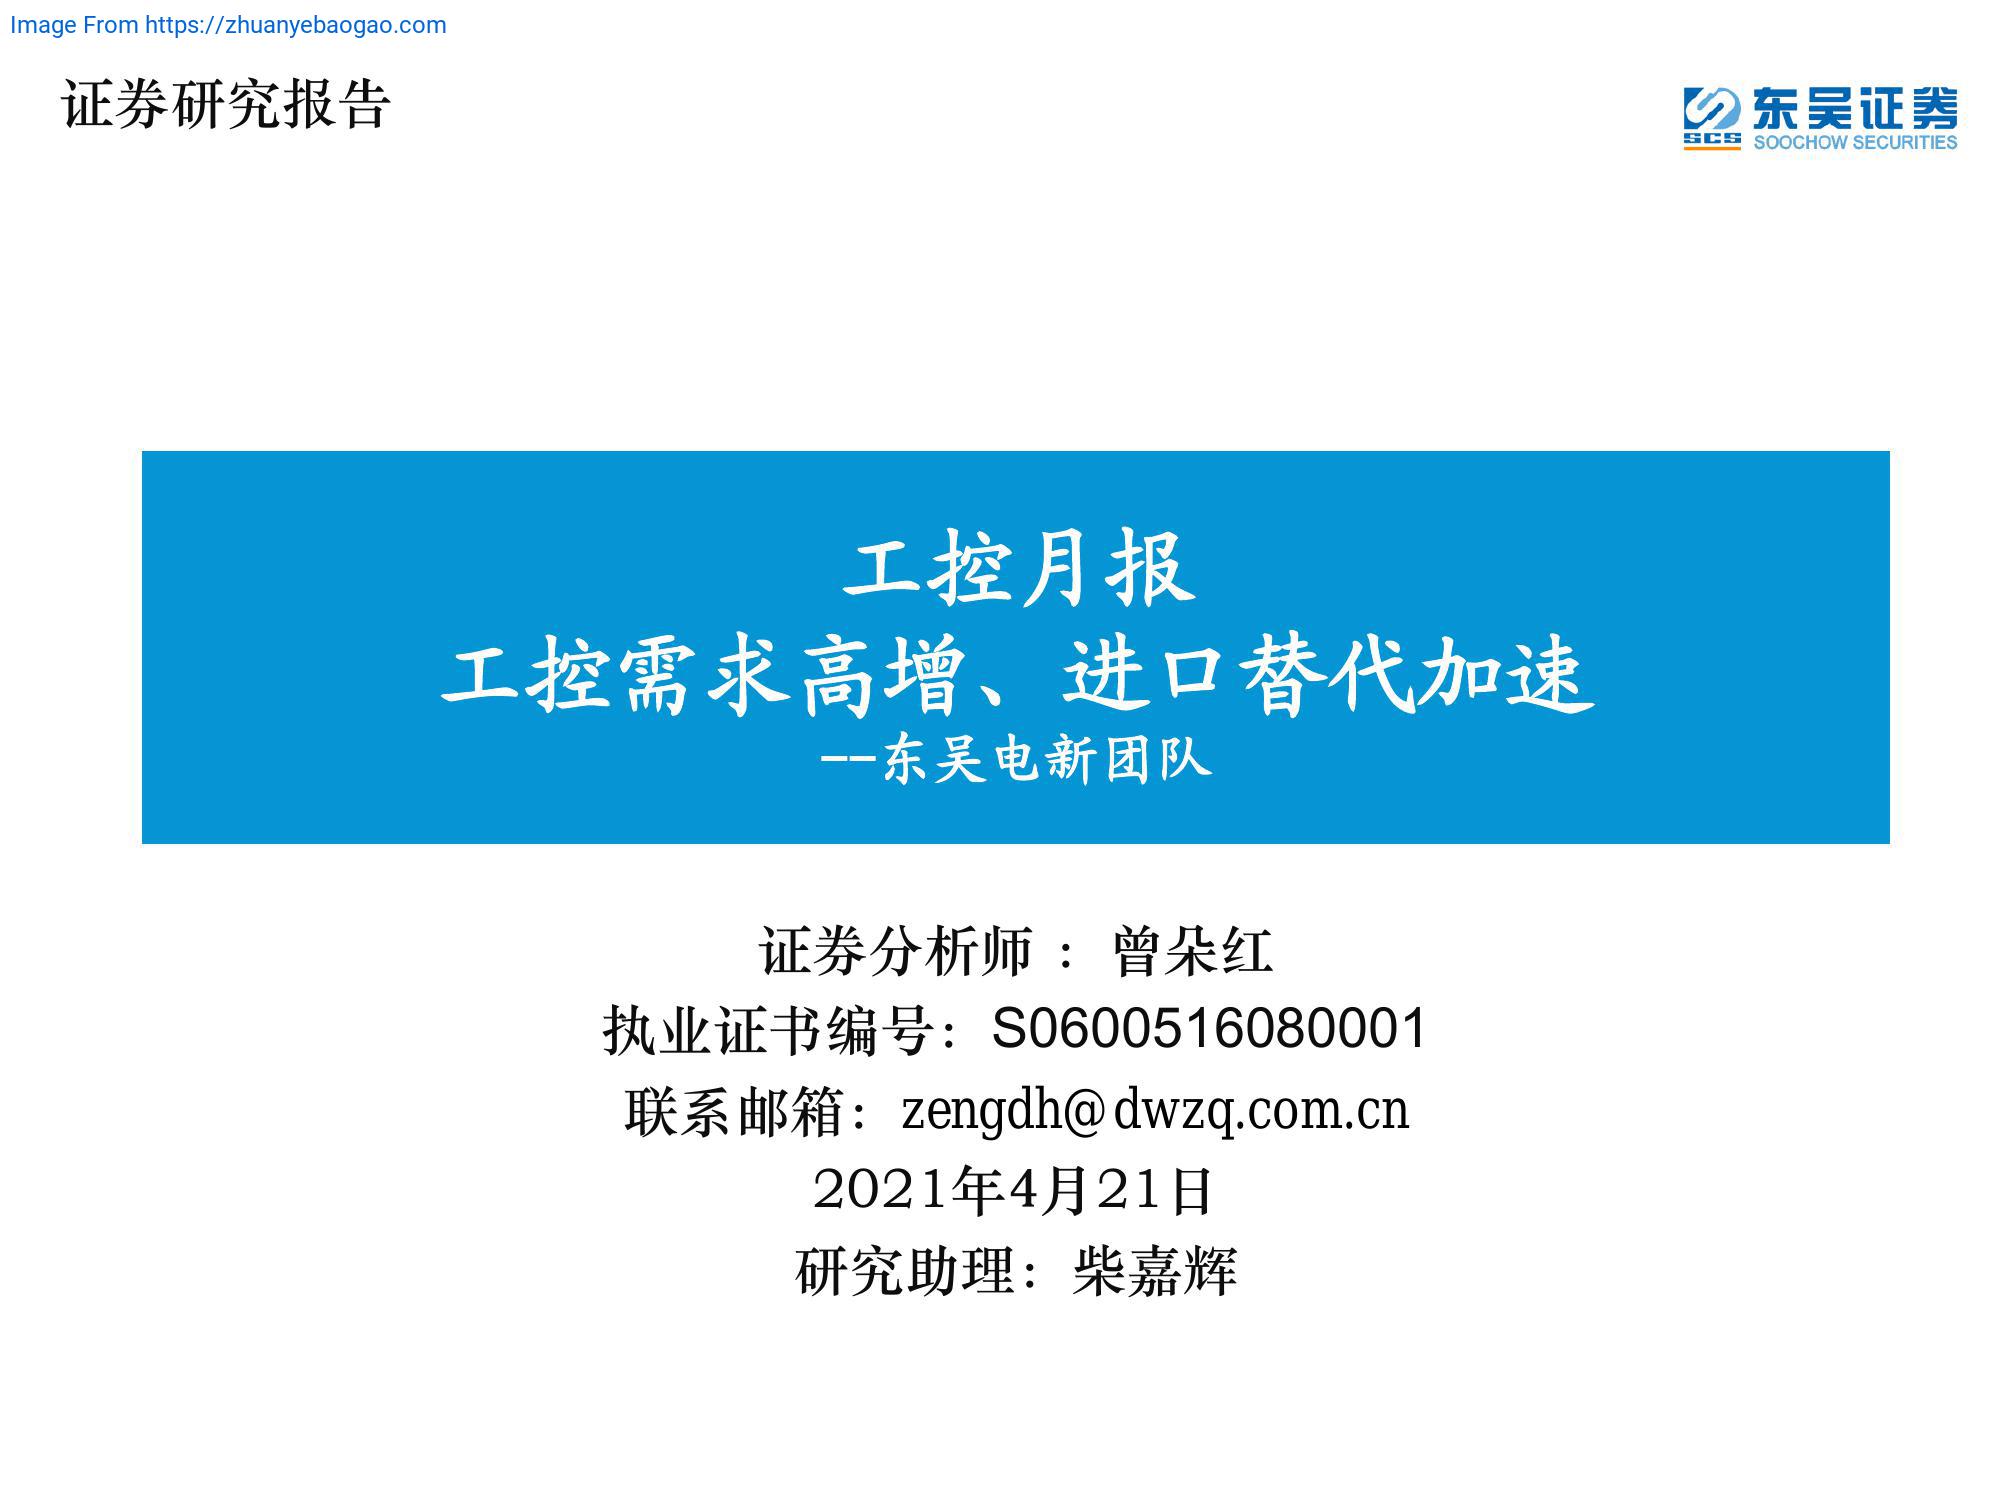 Image From https://zhuanyebaogao.com
证券研究报告
东吴证券
SCS
SOOCHOW SECURITIES
工控月报
工控需求高增、进口替代加速
--东吴电新团队
证券分析师 ：曾朵红
执业证书编号：S0600516080001
联系邮箱：zengdh@dwzq.com.cn
2021年4月21日
研究助理：柴嘉辉